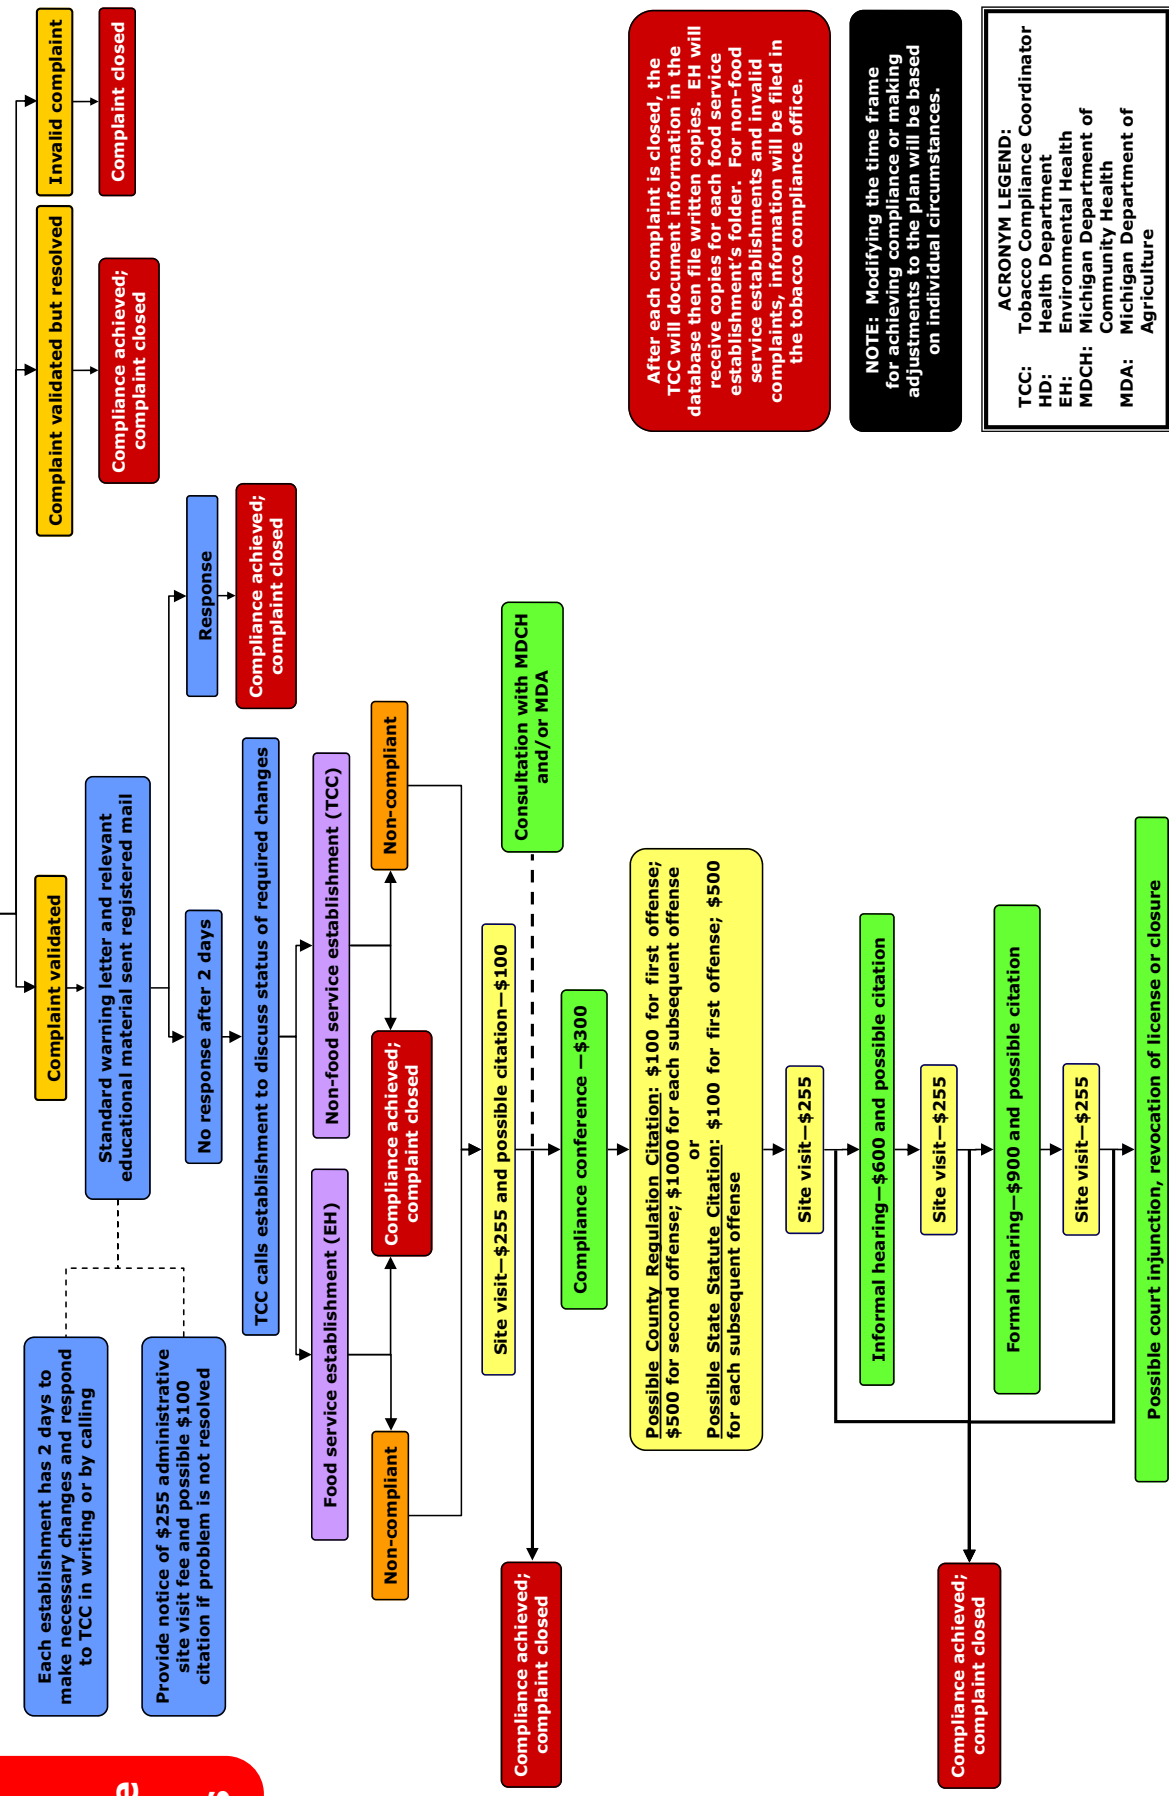 Complaint validated
Complaint validated but resolved
Invalid complaint
Each establishment has 2 days to
make necessary changes and respond
to TCC in writing or by calling
Standard warning letter and relevant
educational material sent registered mail
Compliance achieved;
complaint closed
Complaint closed
Provide notice of $255 administrative
site visit fee and possible $100
citation if problem is not resolved
No response after 2 days
Response
TCC calls establishment to discuss status of required changes
Compliance achieved;
complaint closed
Food service establishment (EH)
Non-food service establishment (TCC)
Non-compliant
Compliance achieved;
complaint closed
Non-compliant
Site visit—$255 and possible citation—$100
Compliance achieved;
complaint closed
Consultation with MDCH
and/or MDA
Compliance conference —$300
Possible County Regulation Citation: $100 for first offense;
$500 for second offense; $1000 for each subsequent offense
or
Possible State Statute Citation: $100 for first offense; $500
for each subsequent offense
Site visit—$255
Informal hearing—$600 and possible citation
Site visit—$255
Compliance achieved;
complaint closed
Formal hearing—$900 and possible citation
Site visit—$255
Possible court injunction, revocation of license or closure
After each complaint is closed, the
TCC will document information in the
database then file written copies. EH will
receive copies for each food service
establishment’s folder. For non-food
service establishments and invalid
complaints, information will be filed in
the tobacco compliance office.
NOTE: Modifying the time frame
for achieving compliance or making
adjustments to the plan will be based
on individual circumstances.
ACRONYM LEGEND:
TCC: Tobacco Compliance Coordinator
HD: Health Department
EH: Environmental Health
MDCH: Michigan Department of
Community Health
MDA: Michigan Department of
Agriculture